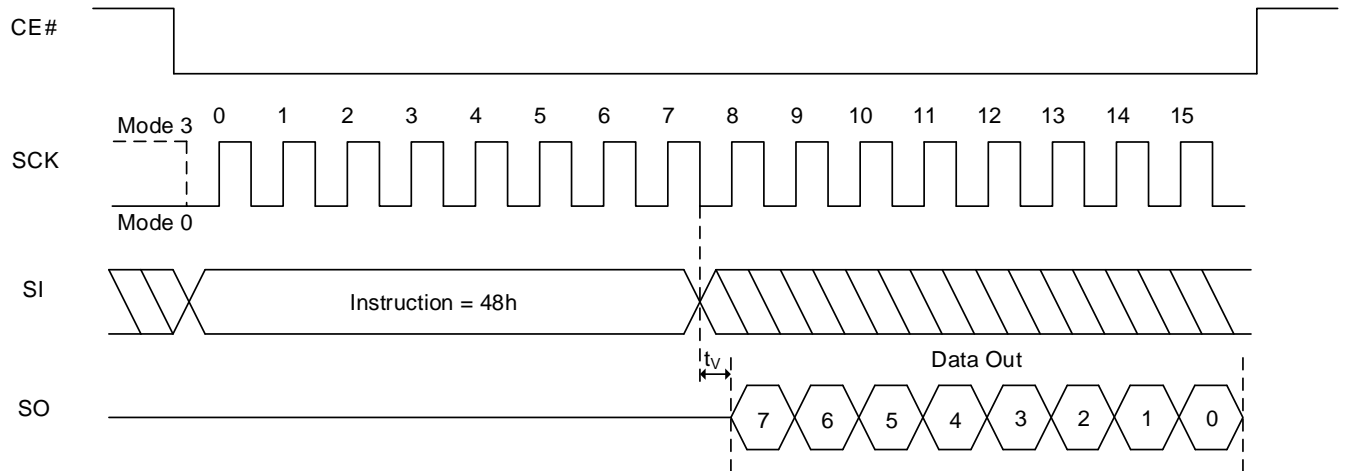 CE#
Mode 3 0 1 2 3 4 5 6 7 8 9 10 11 12 13 14 15
SCK
Mode 0
SI Instruction = 48h
tV Data Out
SO 7 6 5 4 3 2 1 0